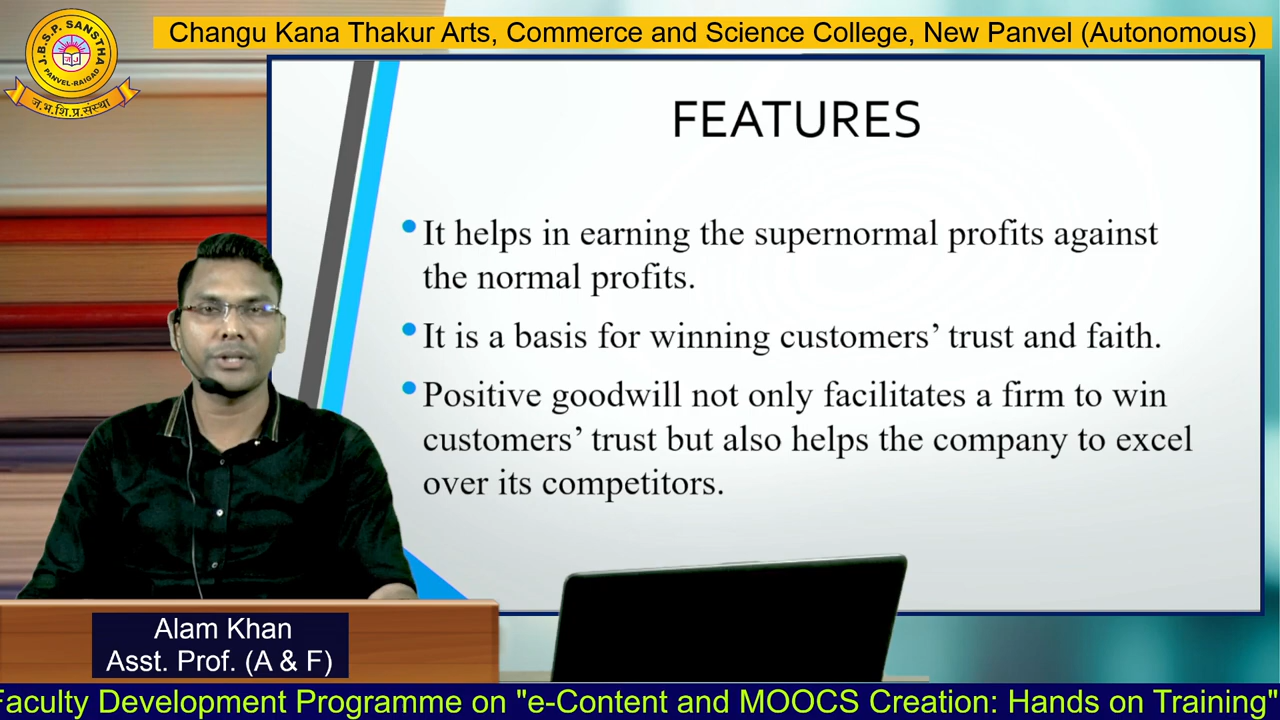 J.B.S.P. SANSTHA
PANVEL-RAIGAD
ज.भ.शि.प्र.संस्था
Changu Kana Thakur Arts, Commerce and Science College, New Panvel (Autonomous)
FEATURES
• It helps in earning the supernormal profits against
the normal profits.
• It is a basis for winning customers’ trust and faith.
• Positive goodwill not only facilitates a firm to win
customers’ trust but also helps the company to excel
over its competitors.
Alam Khan
Asst. Prof. (A & F)
Faculty Development Programme on "e-Content and MOOCS Creation: Hands on Training"